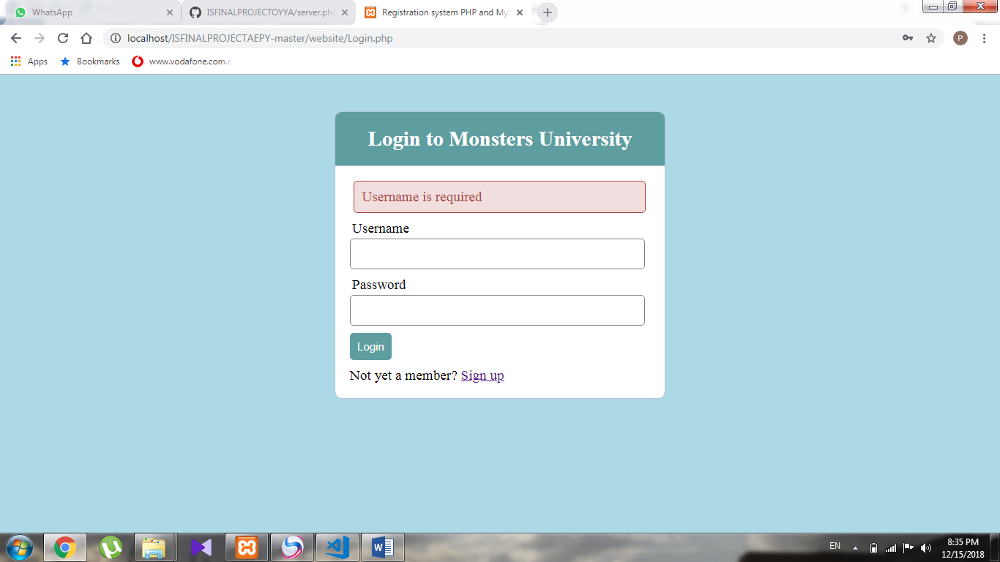 WhatsApp
ISFINALPROJECTOYYA/server.php
Registration system PHP and My
localhost/ISFINALPROJECTAEPY-master/website/Login.php
P
Apps
Bookmarks
www.vodafone.com.e
Login to Monsters University
Username is required
Username
Password
Login
Not yet a member? Sign up
EN
8:35 PM
12/15/2018